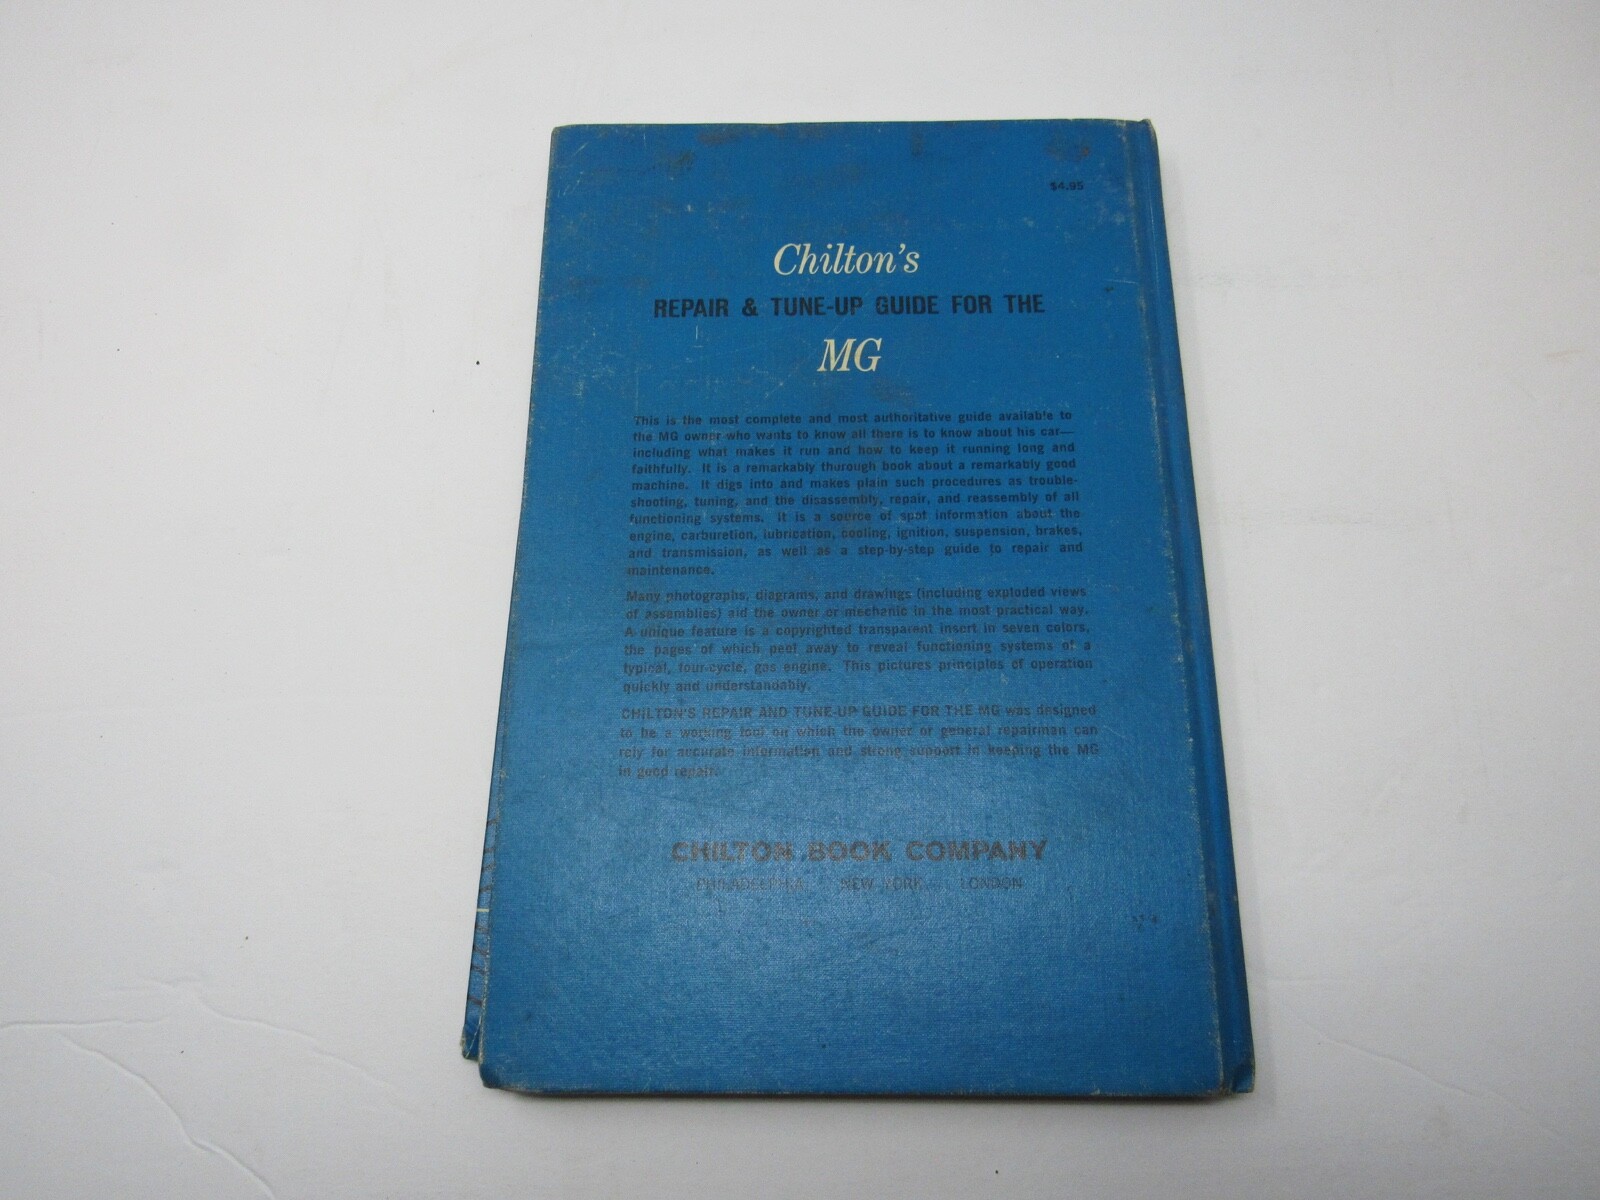 $4.95
Chilton's
REPAIR & TUNE-UP GUIDE FOR THE
MG
This is the most complete and most authoritative guide available to
the MG owner who wants to know all there is to know about his car—
including what makes it run and how to keep it running long and
faithfully. It is a remarkably thorough book about a remarkably good
machine. It digs into and makes plain such procedures as trouble-
shooting, tuning, and the disassembly, repair, and reassembly of all
functioning systems. It is a source of spot information about the
engine, carburetion, lubrication, cooling, ignition, suspension, brakes,
and transmission, as well as a step-by-step guide to repair and
maintenance.
Many photographs, diagrams, and drawings (including exploded views
of assemblies) aid the owner or mechanic in the most practical way.
A unique feature is a copyrighted transparent insert in seven colors,
the pages of which peel away to reveal functioning systems of a
typical, four-cycle, gas engine. This pictures principles of operation
quickly and understandably.
CHILTON'S REPAIR AND TUNE-UP GUIDE FOR THE MG was designed
to be a working tool on which the owner or general repairman can
rely for accurate information and strong support in keeping the MG
in good repair.
CHILTON BOOK COMPANY
PHILADELPHIA NEW YORK LONDON